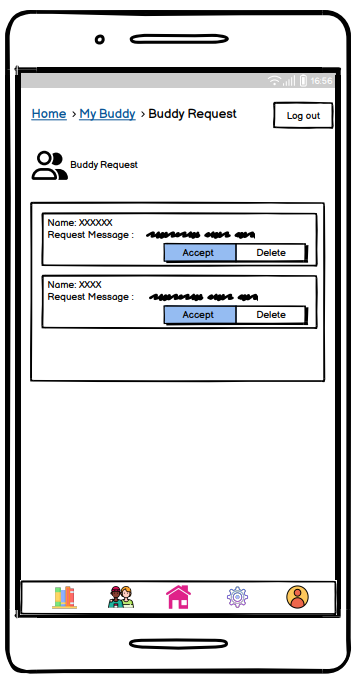 16:56
Home > My Buddy > Buddy Request
Log out
Buddy Request
Name: XXXXXX
Request Message :
Accept
Delete
Name: XXXX
Request Message :
Accept
Delete